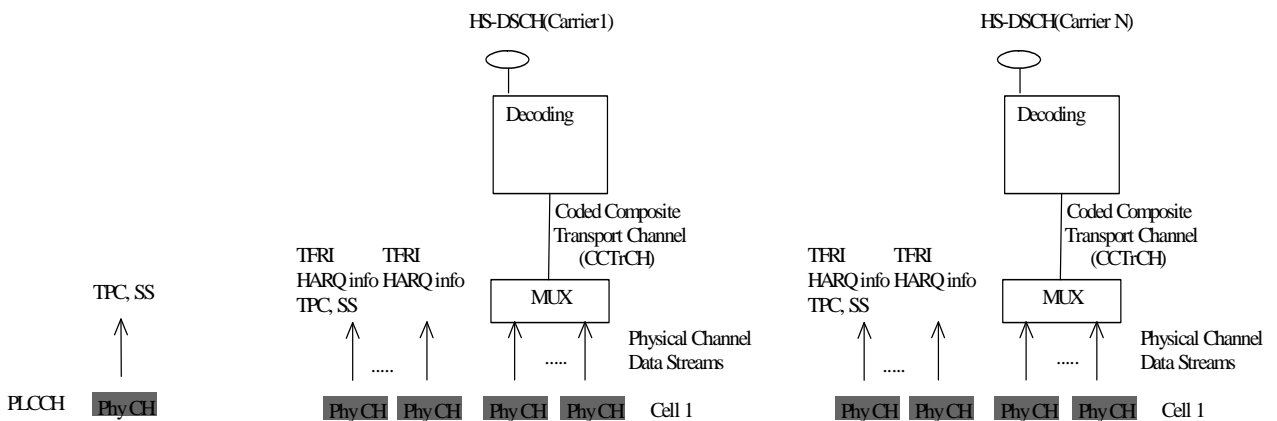 HS-DSCH(Carrier1)
HS-DSCH(Carrier N)
Decoding
Decoding
Coded Composite
Transport Channel
(CCTrCH)
Coded Composite
Transport Channel
(CCTrCH)
TFRI
HARQ info
TPC, SS
TFRI
HARQ info
TFRI
HARQ info
TPC, SS
TFRI
HARQ info
TPC, SS
MUX
MUX
Physical Channel
Data Streams
Physical Channel
Data Streams
.....
.....
.....
.....
PLCCH
Phy CH
Phy CH
Phy CH
Phy CH
Phy CH
Cell 1
Phy CH
Phy CH
Phy CH
Phy CH
Cell 1